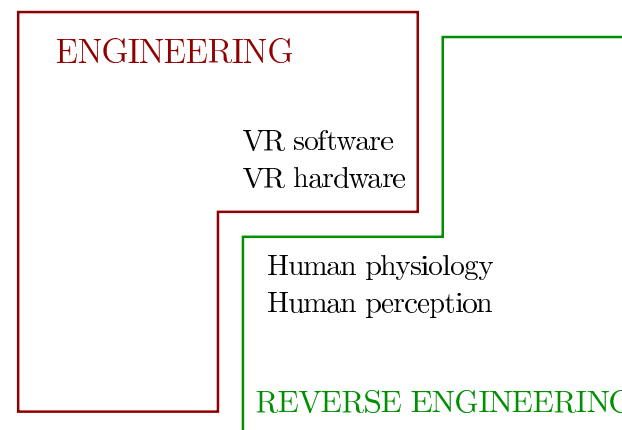 ENGINEERING
VR software
VR hardware
Human physiology
Human perception
REVERSE ENGINEERING